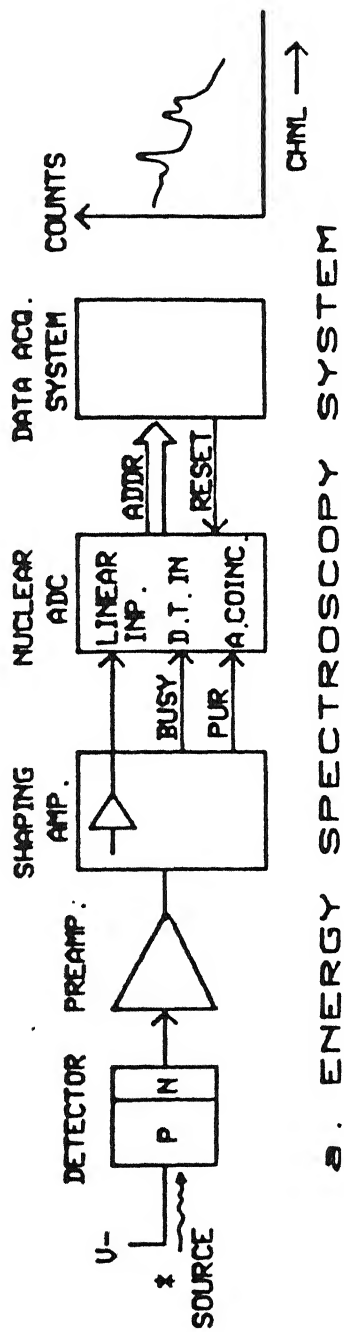 V-
*
SOURCE
DETECTOR
P N
PREAMP.
SHAPING
AMP.
BUSY
PUR
NUCLEAR
ADC
LINEAR
INP.
D.T. IN
A.COINC.
ADDR
RESET
DATA ACQ.
SYSTEM
COUNTS
CHNL
a. ENERGY SPECTROSCOPY SYSTEM